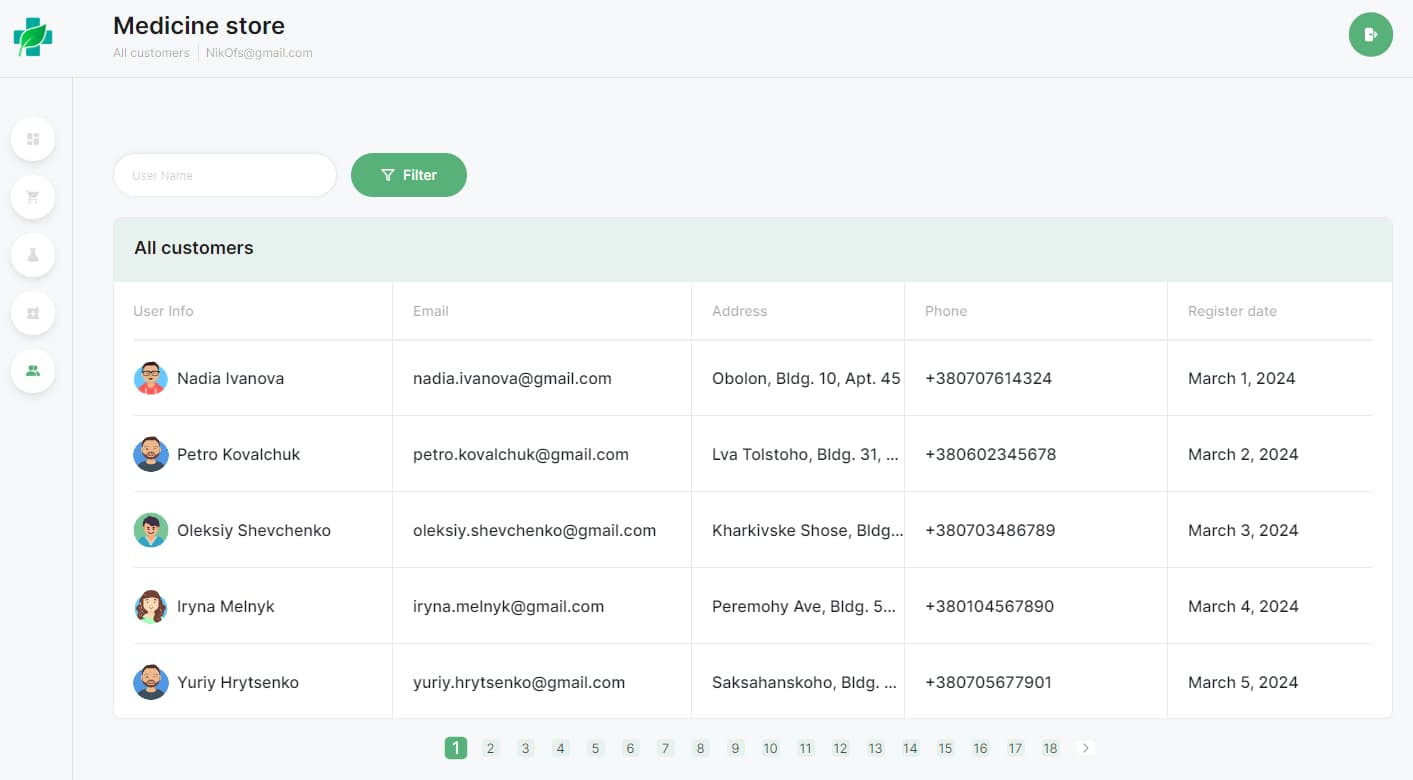 Medicine store
All customers NikOfs@gmail.com
User Name Filter
All customers
User Info Email Address Phone Register date
Nadia Ivanova nadia.ivanova@gmail.com Obolon, Bldg. 10, Apt. 45 +380707614324 March 1, 2024
Petro Kovalchuk petro.kovalchuk@gmail.com Lva Tolstoho, Bldg. 31, ... +380602345678 March 2, 2024
Oleksiy Shevchenko oleksiy.shevchenko@gmail.com Kharkivske Shose, Bldg... +380703486789 March 3, 2024
Iryna Melnyk iryna.melnyk@gmail.com Peremohy Ave, Bldg. 5... +380104567890 March 4, 2024
Yuriy Hrytsenko yuriy.hrytsenko@gmail.com Saksahanskoho, Bldg. ... +380705677901 March 5, 2024
1 2 3 4 5 6 7 8 9 10 11 12 13 14 15 16 17 18